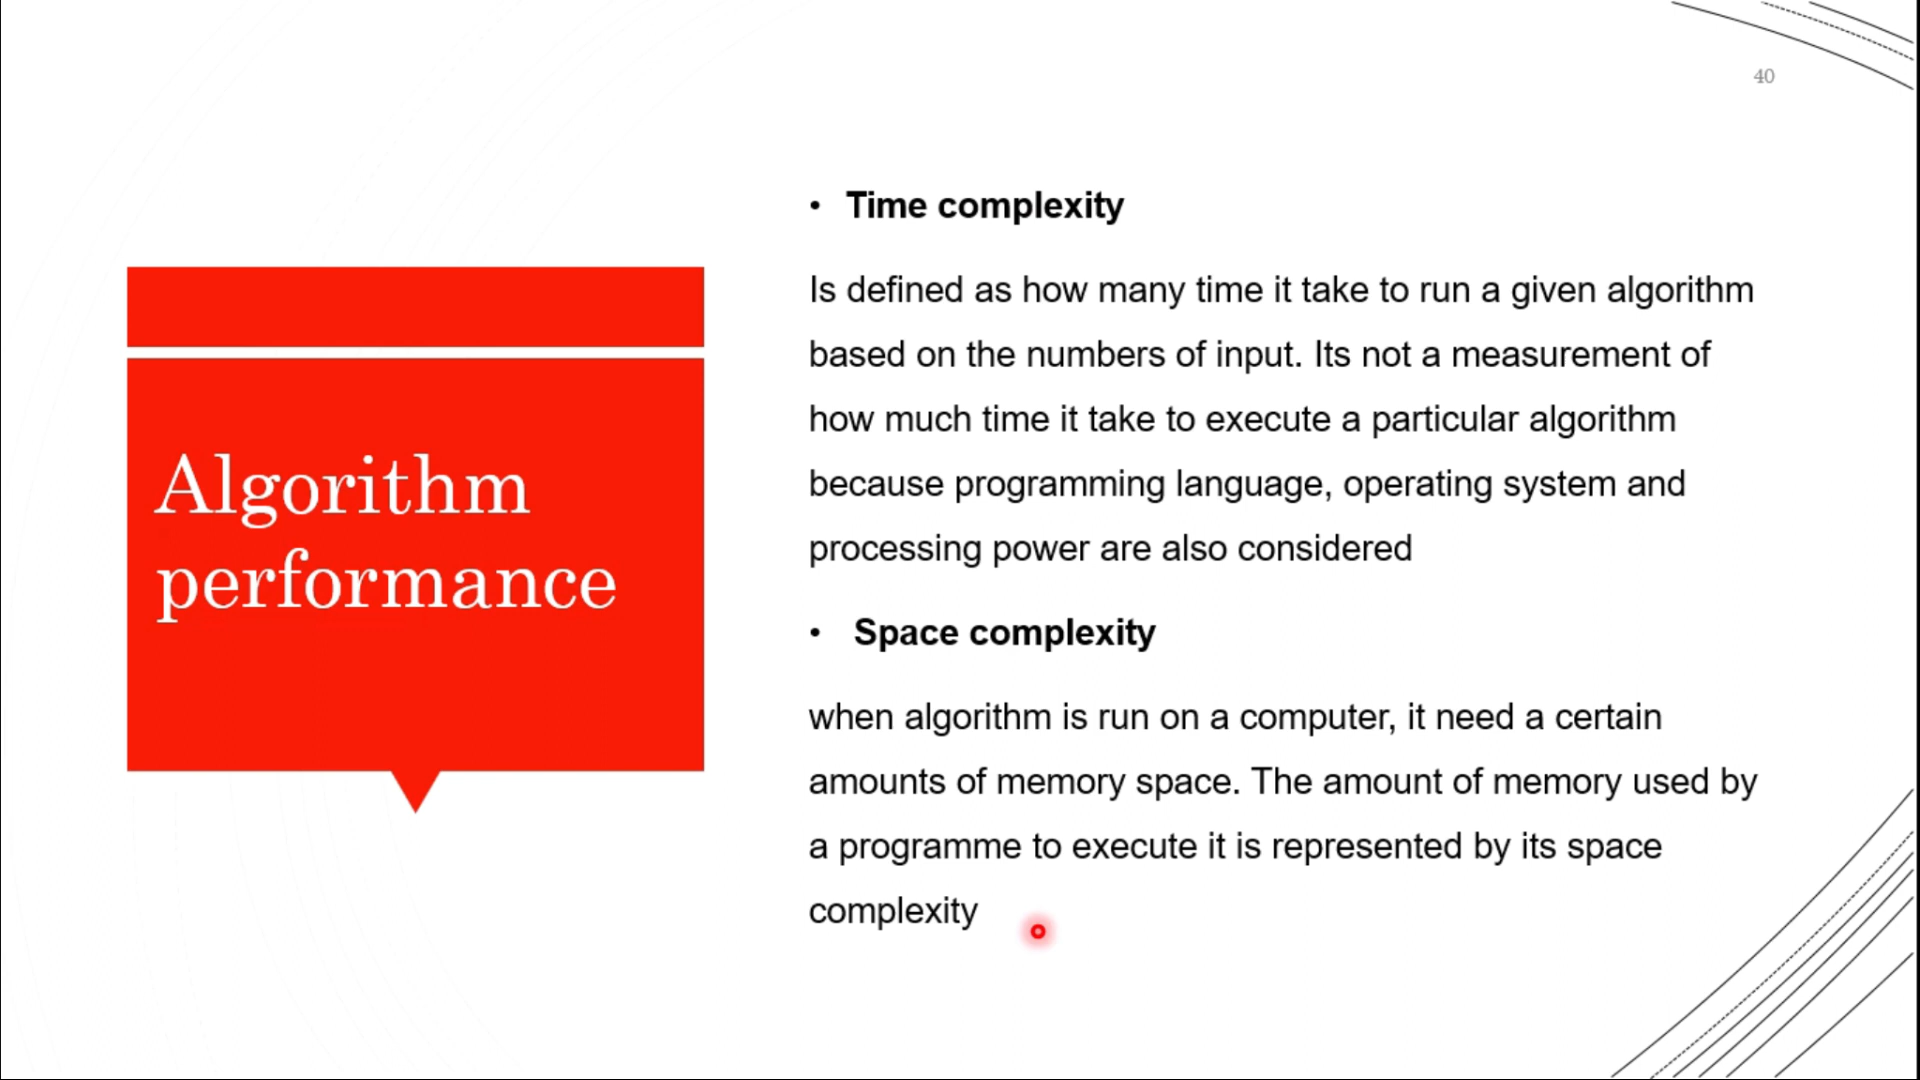 40
Algorithm
performance
• Time complexity
Is defined as how many time it take to run a given algorithm
based on the numbers of input. Its not a measurement of
how much time it take to execute a particular algorithm
because programming language, operating system and
processing power are also considered
• Space complexity
when algorithm is run on a computer, it need a certain
amounts of memory space. The amount of memory used by
a programme to execute it is represented by its space
complexity